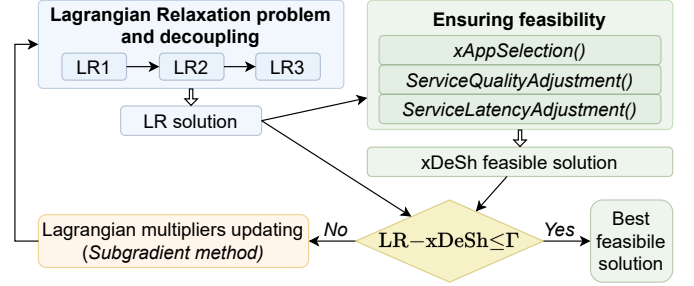 Lagrangian Relaxation problem
and decoupling
LR1
LR2
LR3
LR solution
Ensuring feasibility
xAppSelection()
ServiceQualityAdjustment()
ServiceLatencyAdjustment()
xDeSh feasible solution
Lagrangian multipliers updating
(Subgradient method)
No
LR−xDeSh≤Γ
Yes
Best
feasibile
solution